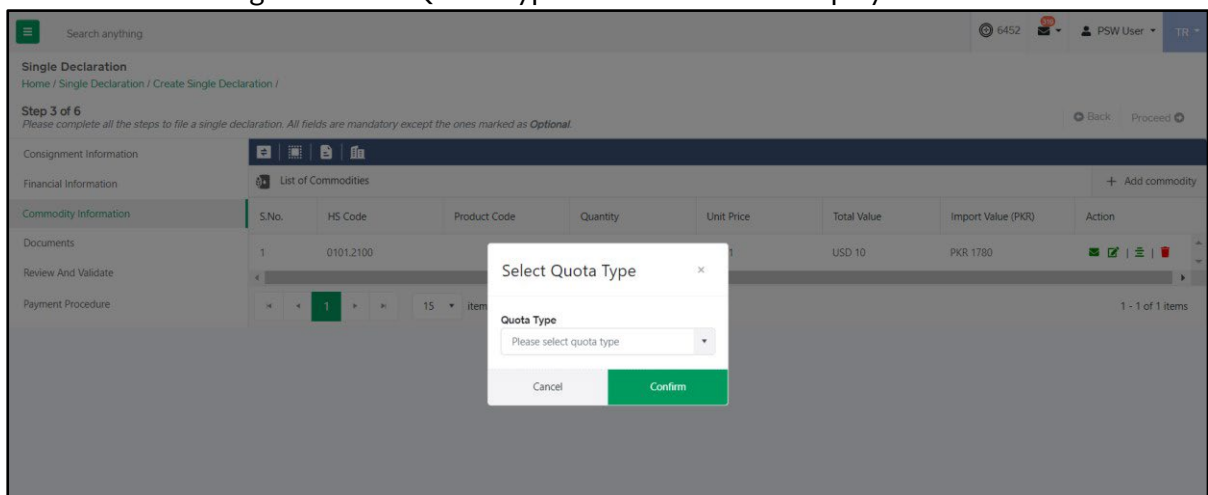 Search anything
6452
PSW User
TR
Single Declaration
Home / Single Declaration / Create Single Declaration /
Step 3 of 6
Please complete all the steps to file a single declaration. All fields are mandatory except the ones marked as Optional.
Back
Proceed
Consignment Information
Financial Information
Commodity Information
Documents
Review And Validate
Payment Procedure
List of Commodities
+ Add commodity
S.No. HS Code Product Code Quantity Unit Price Total Value Import Value (PKR) Action
1 0101.2100 USD 10 PKR 1780
1 15 item
1 - 1 of 1 items
Select Quota Type ×
Quota Type
Please select quota type
Cancel Confirm